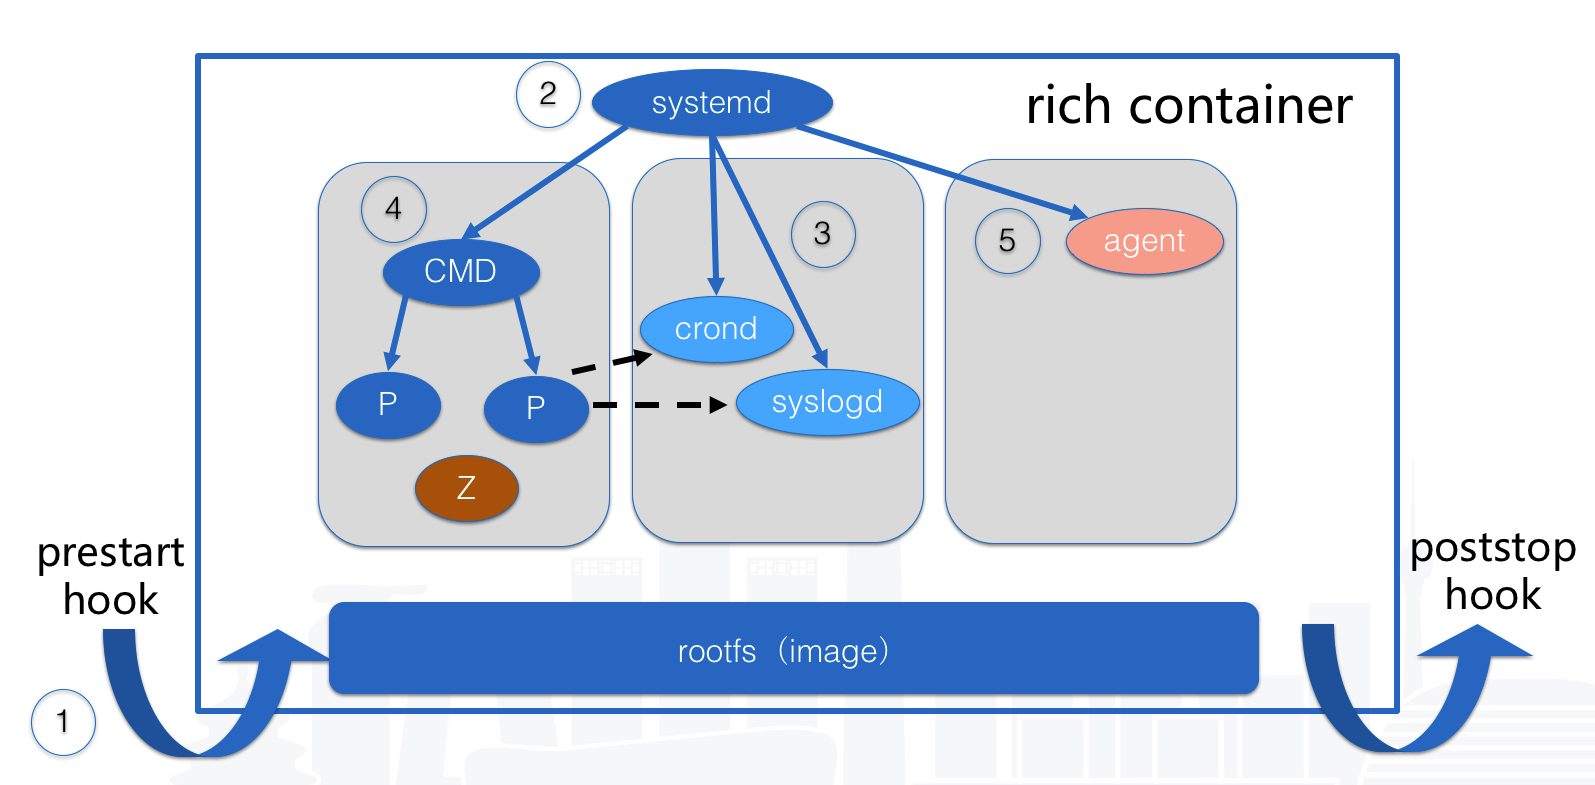 2
systemd
rich container
4
3
5
agent
CMD
crond
P
P
syslogd
Z
prestart
hook
poststop
hook
rootfs（image）
1